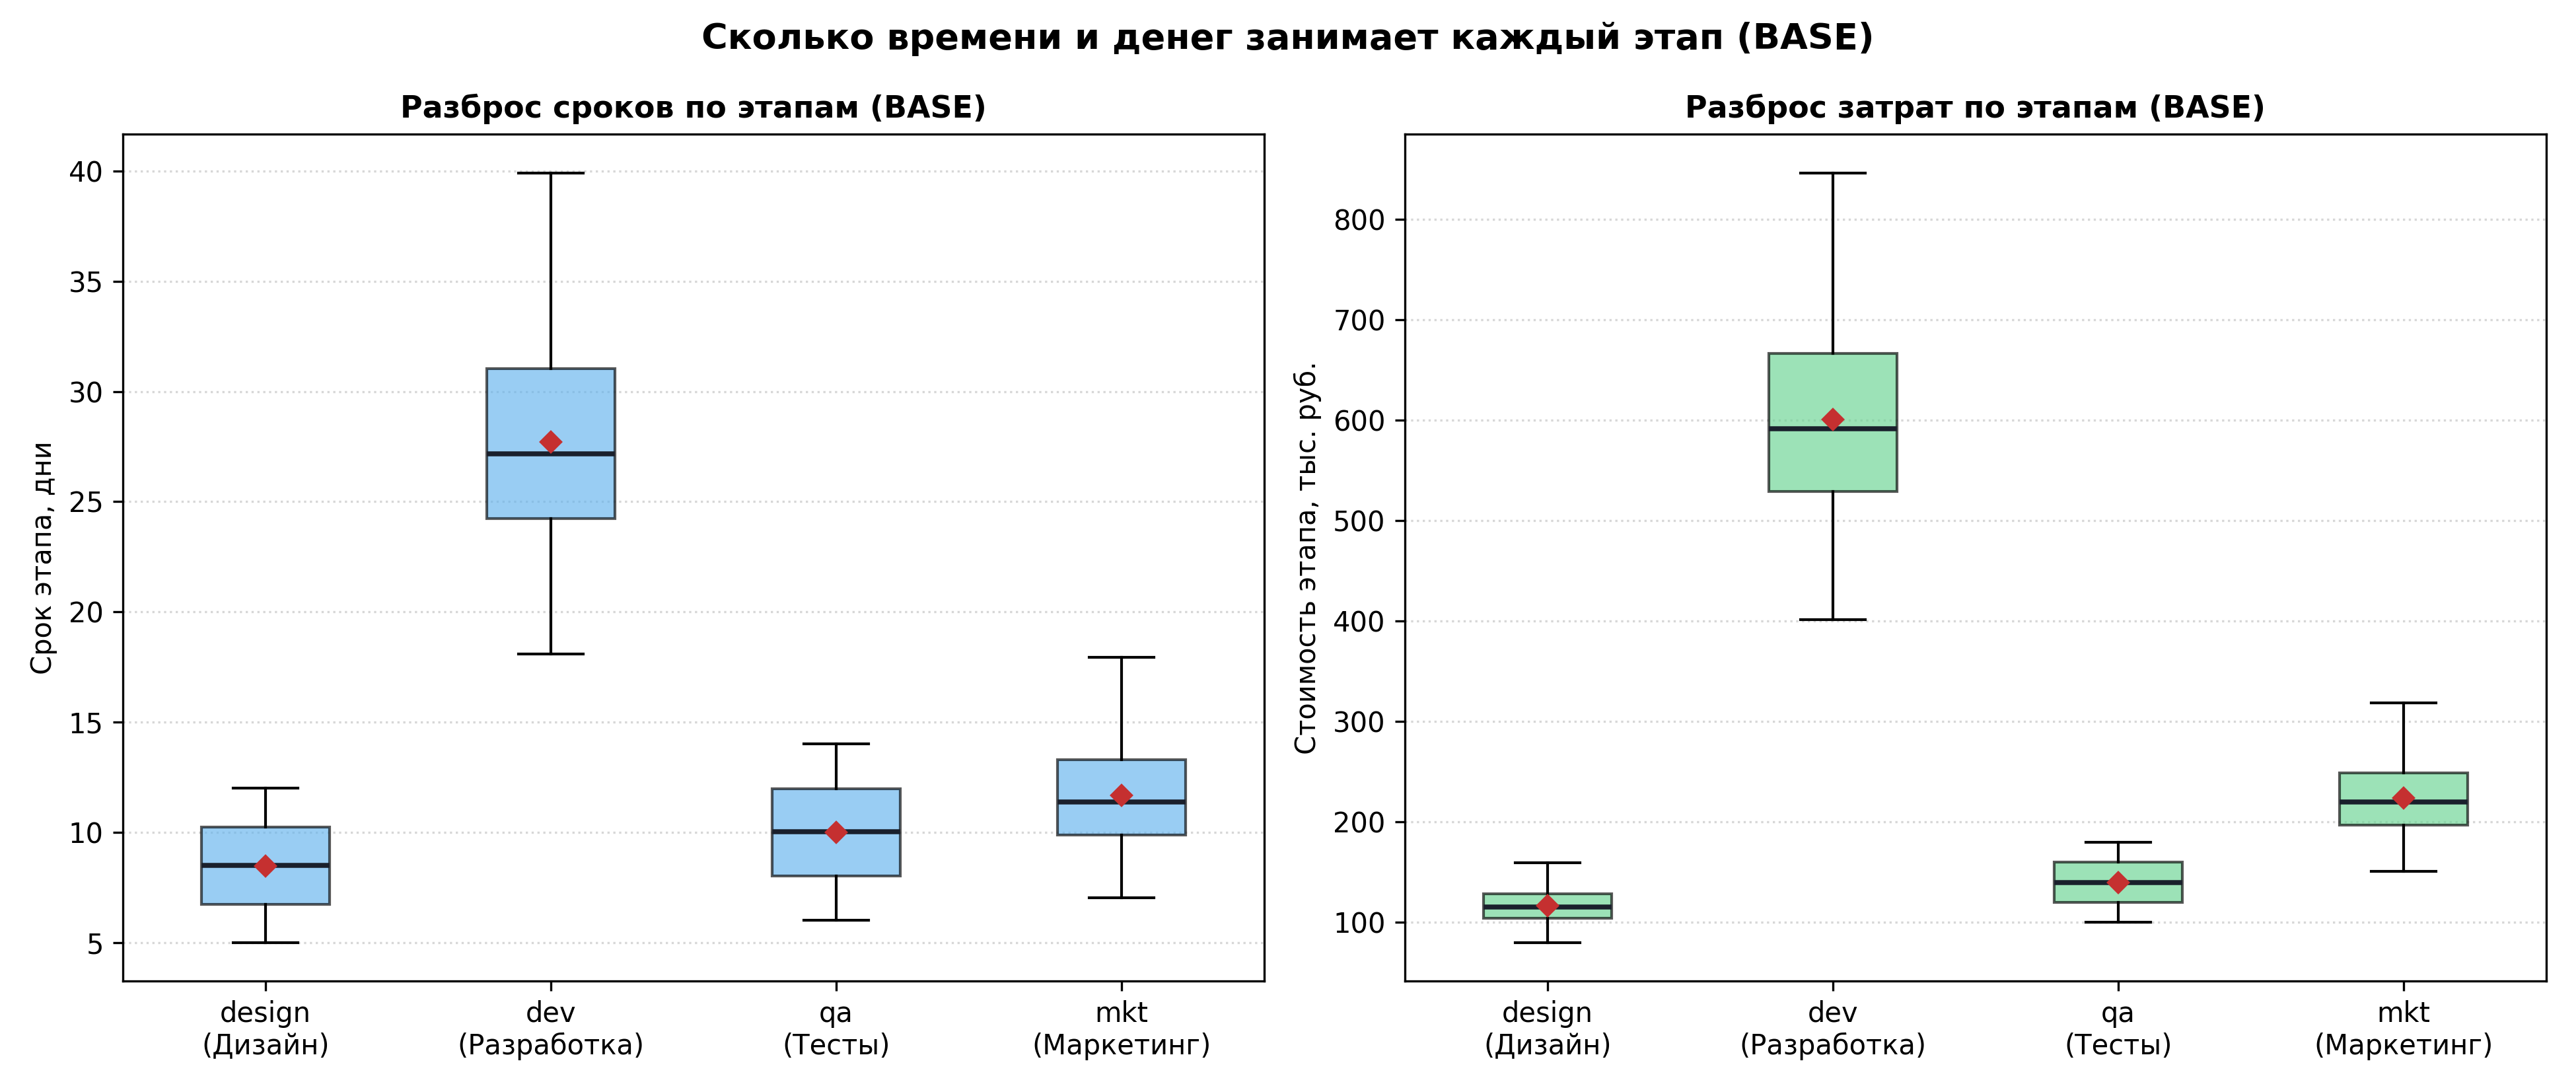 Сколько времени и денег занимает каждый этап (BASE)
Разброс сроков по этапам (BASE)
Срок этапа, дни
40
35
30
25
20
15
10
5
design
(Дизайн)
dev
(Разработка)
qa
(Тесты)
mkt
(Маркетинг)
Разброс затрат по этапам (BASE)
Стоимость этапа, тыс. руб.
800
700
600
500
400
300
200
100
design
(Дизайн)
dev
(Разработка)
qa
(Тесты)
mkt
(Маркетинг)